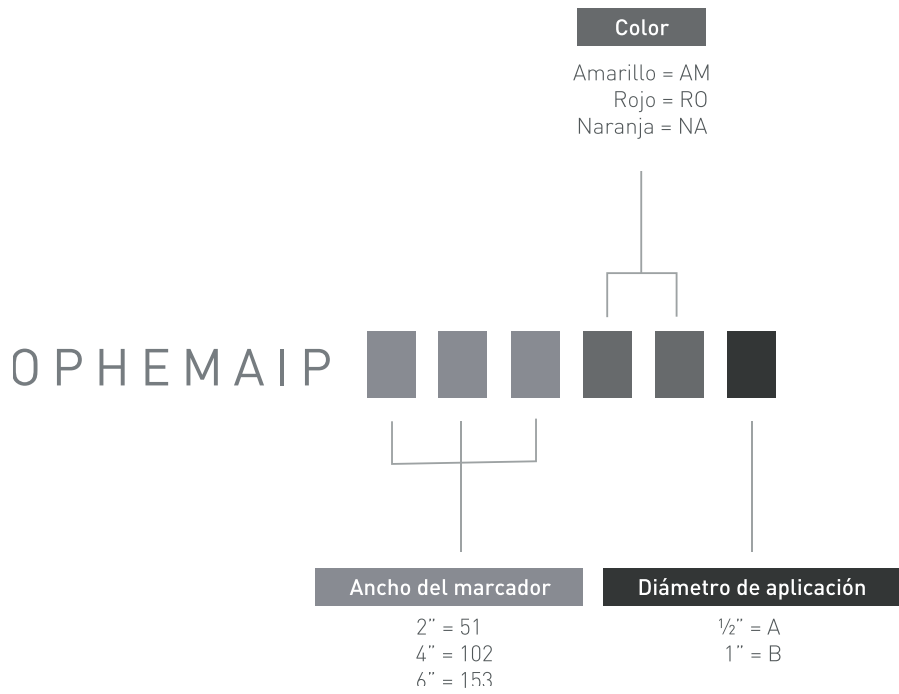 Color
Amarillo = AM
Rojo = RO
Naranja = NA
OPHEMAIP
Ancho del marcador
2" = 51
4" = 102
6" = 153
Diámetro de aplicación
½" = A
1" = B